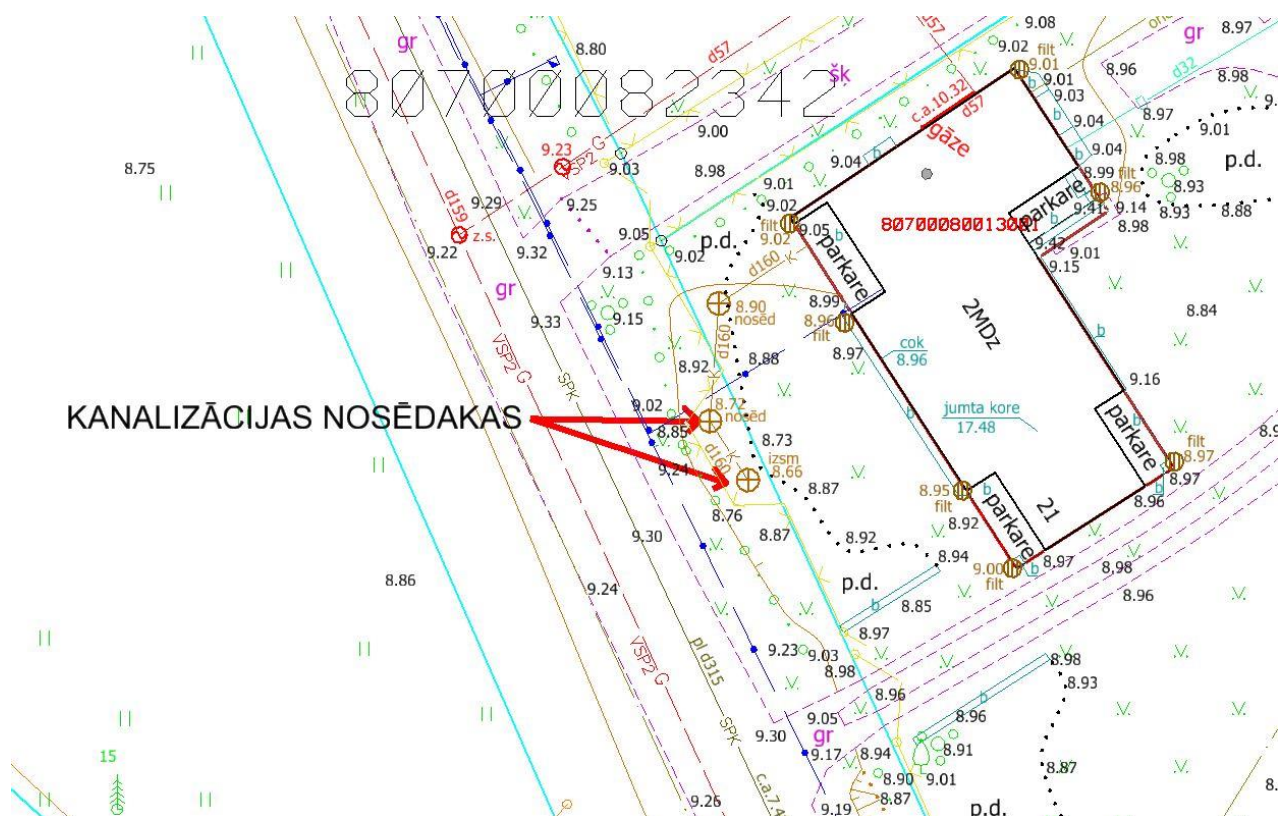 9.08
8.97
gr
gr
8.80
d57
d57
9.02
filt
9.01
9.01
8.96
d32
8.98
80700082342
šk
9.03
c.a.10.32
d57
8.97
9.00
gāze
9.04
9.01
8.75
9.23
VSP2 G
9.03
8.98
9.04
b
b
9.04
8.98
p.d.
8.99
filt
8.96
9.01
8.93
d159
9.29
9.25
9.02
parkare
9.41
9.14
8.93
8.88
z.s.
9.05
p.d.
filt
9.02
9.05
b
80700080013001
b
8.98
9.22
9.32
9.02
parkare
9.42
9.01
9.13
d160
K
9.15
gr
8.90
nosēd
8.99
2MDz
8.84
9.33
9.15
8.96
filt
d160
b
8.97
cok
8.96
VSP2 G
SPK
8.92
8.88
9.16
K
9.02
8.72
nosēd
jumta kore
17.48
parkare
KANALIZĀCIJAS NOSĒDAKAS
8.85
8.73
b
K
d160
izsm
8.66
filt
8.97
9.24
8.87
8.95
filt
b
21
b
8.97
8.76
8.96
8.87
8.92
8.92
parkare
9.30
8.94
8.97
8.98
9.00
filt
b
8.86
p.d.
8.96
9.24
b
8.85
VSP2 G
pl d315
8.97
9.23
9.03
8.98
8.98
8.93
8.96
b
SPK
9.05
8.96
9.30
gr
15
9.17
8.94
8.91
8.87
8.90
9.01
c.a.7.4
8.87
9.26
9.19
p.d.